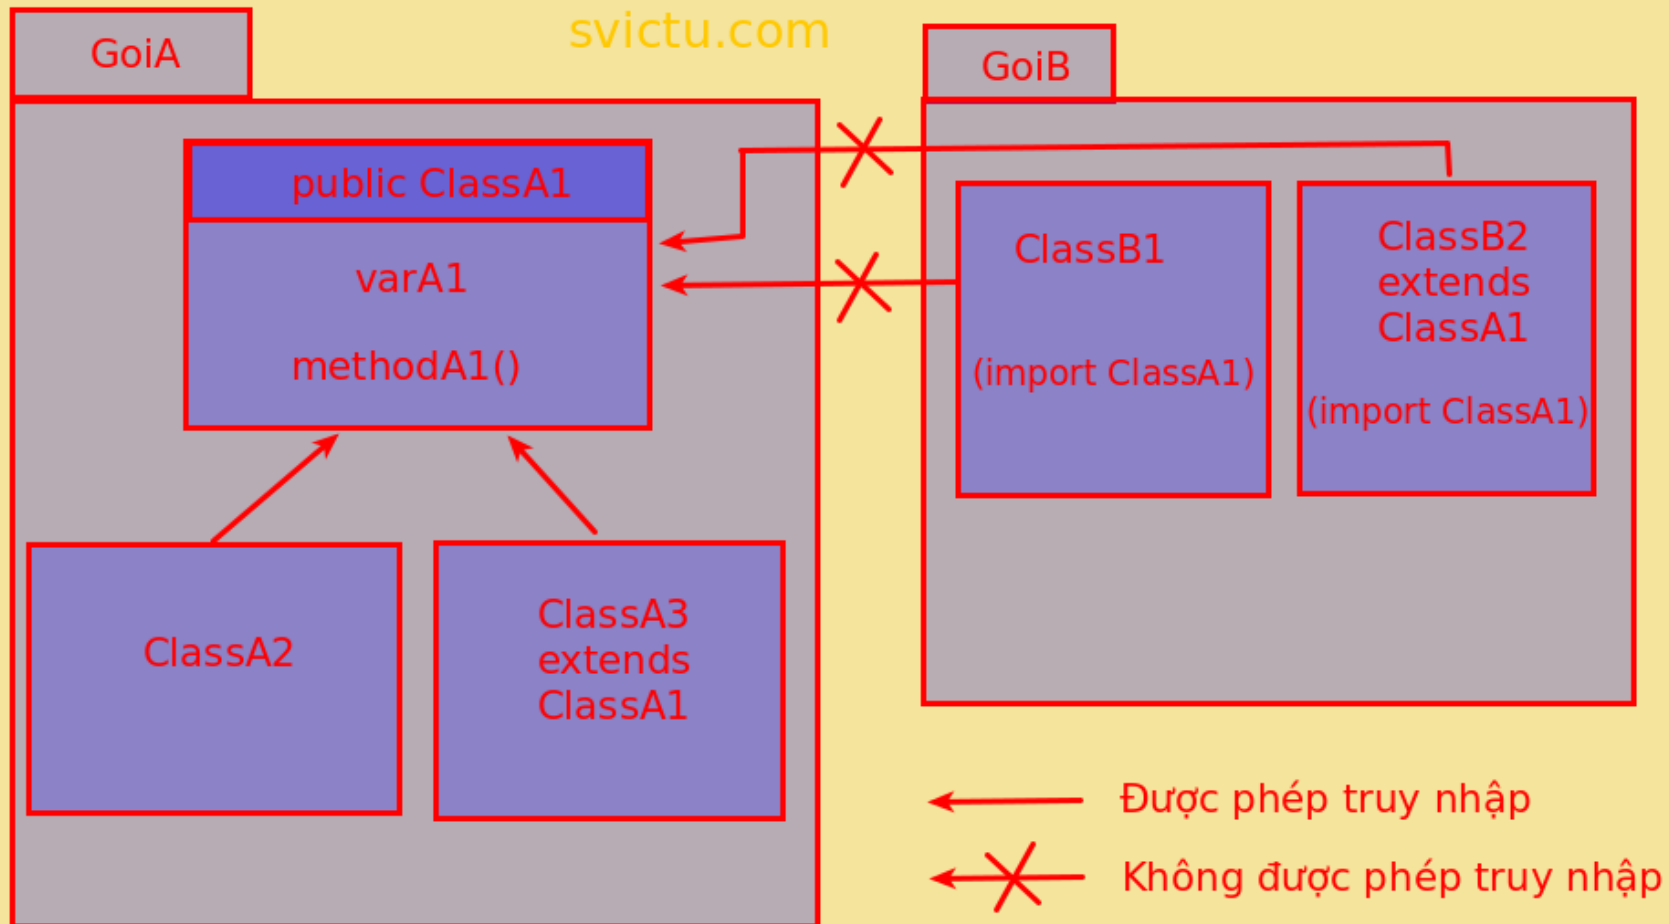 svictu.com
GoiA
public ClassA1
varA1
methodA1()
ClassA2
ClassA3
extends
ClassA1
GoiB
ClassB1
(import ClassA1)
ClassB2
extends
ClassA1
(import ClassA1)
Được phép truy nhập
Không được phép truy nhập